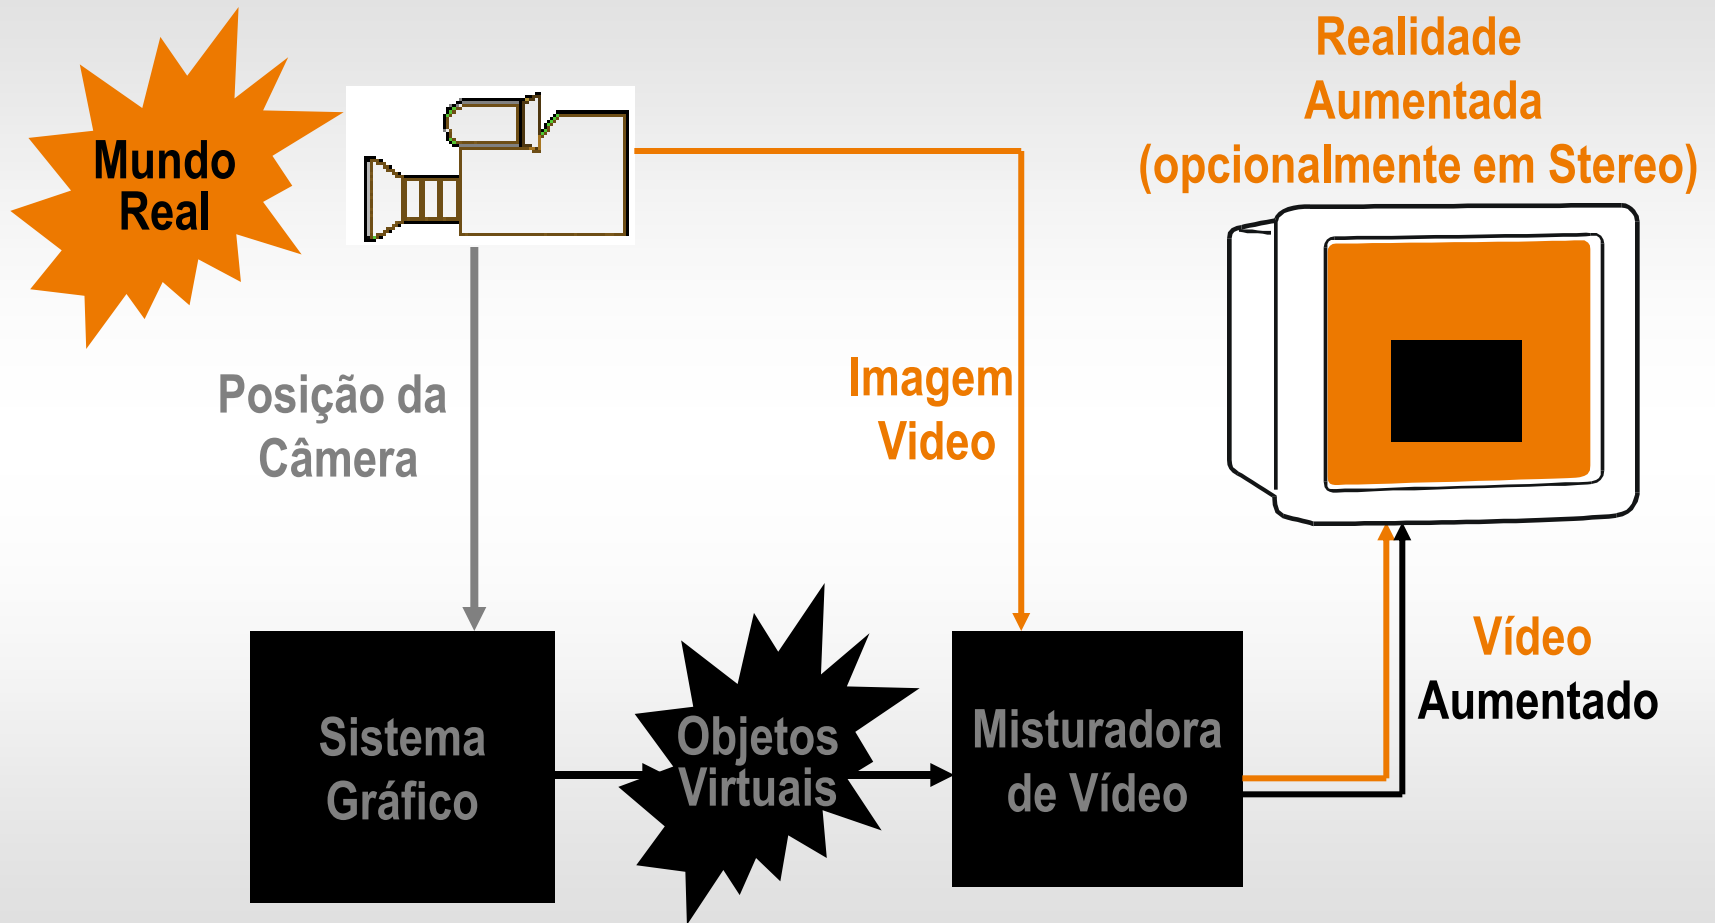 Realidade
Aumentada
(opcionalmente em Stereo)
Mundo
Real
Posição da
Câmera
Imagem
Video
Vídeo
Aumentado
Sistema
Gráfico
Objetos
Virtuais
Misturadora
de Vídeo